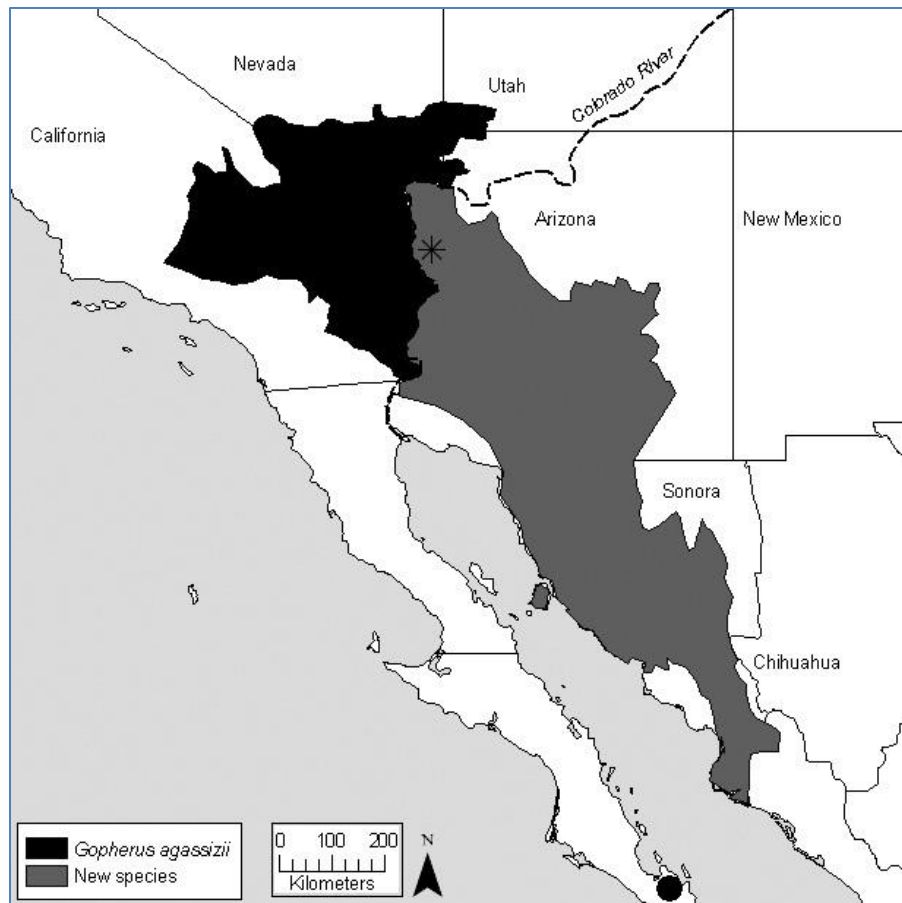 Nevada
Utah
Colorado River
California
Arizona
New Mexico
Sonora
Chihuahua
Gopherus agassizii
New species
0 100 200
Kilometers
N